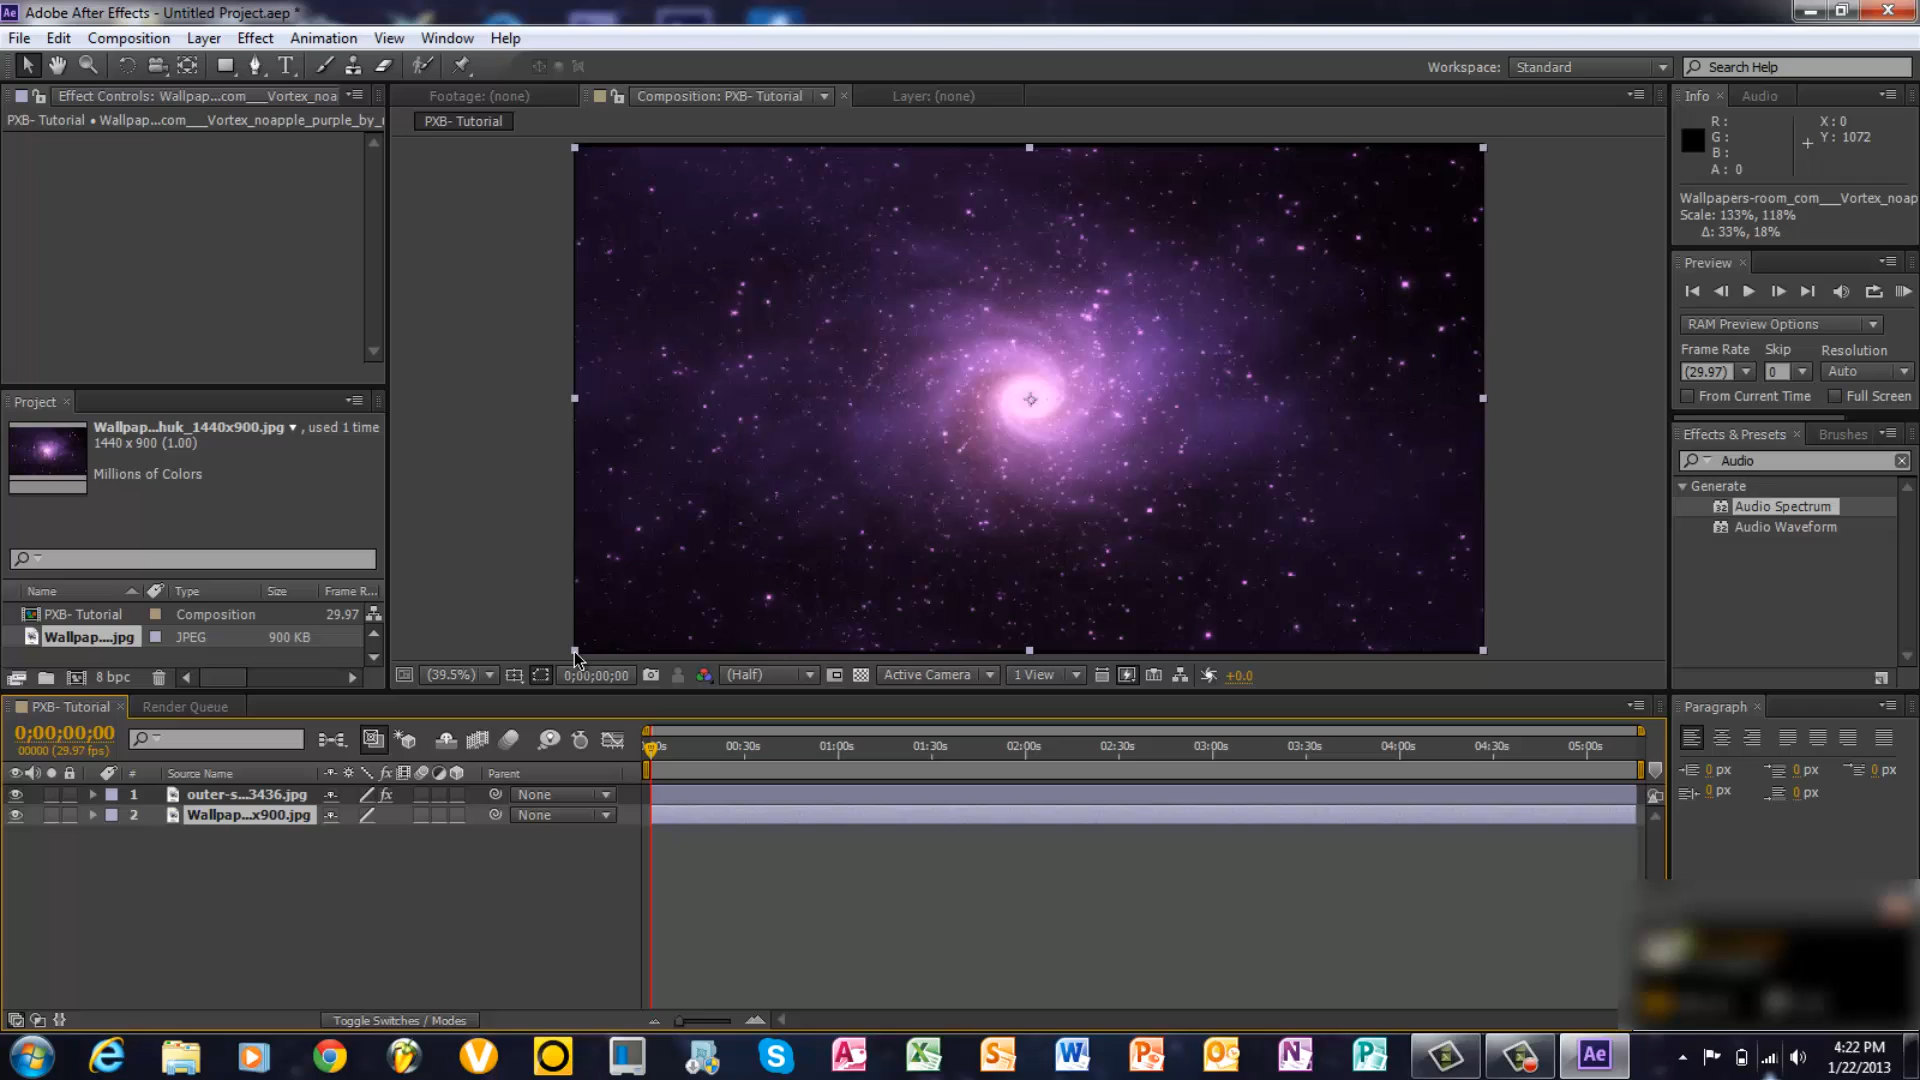 Adobe After Effects - Untitled Project.aep *
File Edit Composition Layer Effect Animation View Window Help
Workspace: Standard Search Help
Effect Controls: Wallpap...com___Vortex_noa
PXB- Tutorial • Wallpap...com___Vortex_noapple_purple_by_
Footage: (none) Composition: PXB- Tutorial Layer: (none)
PXB- Tutorial
Info Audio
R:
G:
B:
A: 0
X: 0
Y: 1072
Wallpapers-room_com___Vortex_noap
Scale: 133%, 118%
Δ: 33%, 18%
Preview
RAM Preview Options
Frame Rate Skip Resolution
(29.97) 0 Auto
From Current Time Full Screen
Effects & Presets Brushes
Audio
Generate
Audio Spectrum
Audio Waveform
Project
Wallpap...huk_1440x900.jpg , used 1 time
1440 x 900 (1.00)
Millions of Colors
Name Type Size Frame R...
PXB- Tutorial Composition 29.97
Wallpap....jpg JPEG 900 KB
8 bpc
(39.5%) 0;00;00;00 (Half) Active Camera 1 View +0.0
PXB- Tutorial Render Queue
0;00;00;00
00000 (29.97 fps)
00:30s 01:00s 01:30s 02:00s 02:30s 03:00s 03:30s 04:00s 04:30s 05:00s
# Source Name fx Parent
1 outer-s...3436.jpg fx None
2 Wallpap...x900.jpg None
Toggle Switches / Modes
Paragraph
0 px 0 px 0 px
0 px 0 px
Ae
4:22 PM
1/22/2013